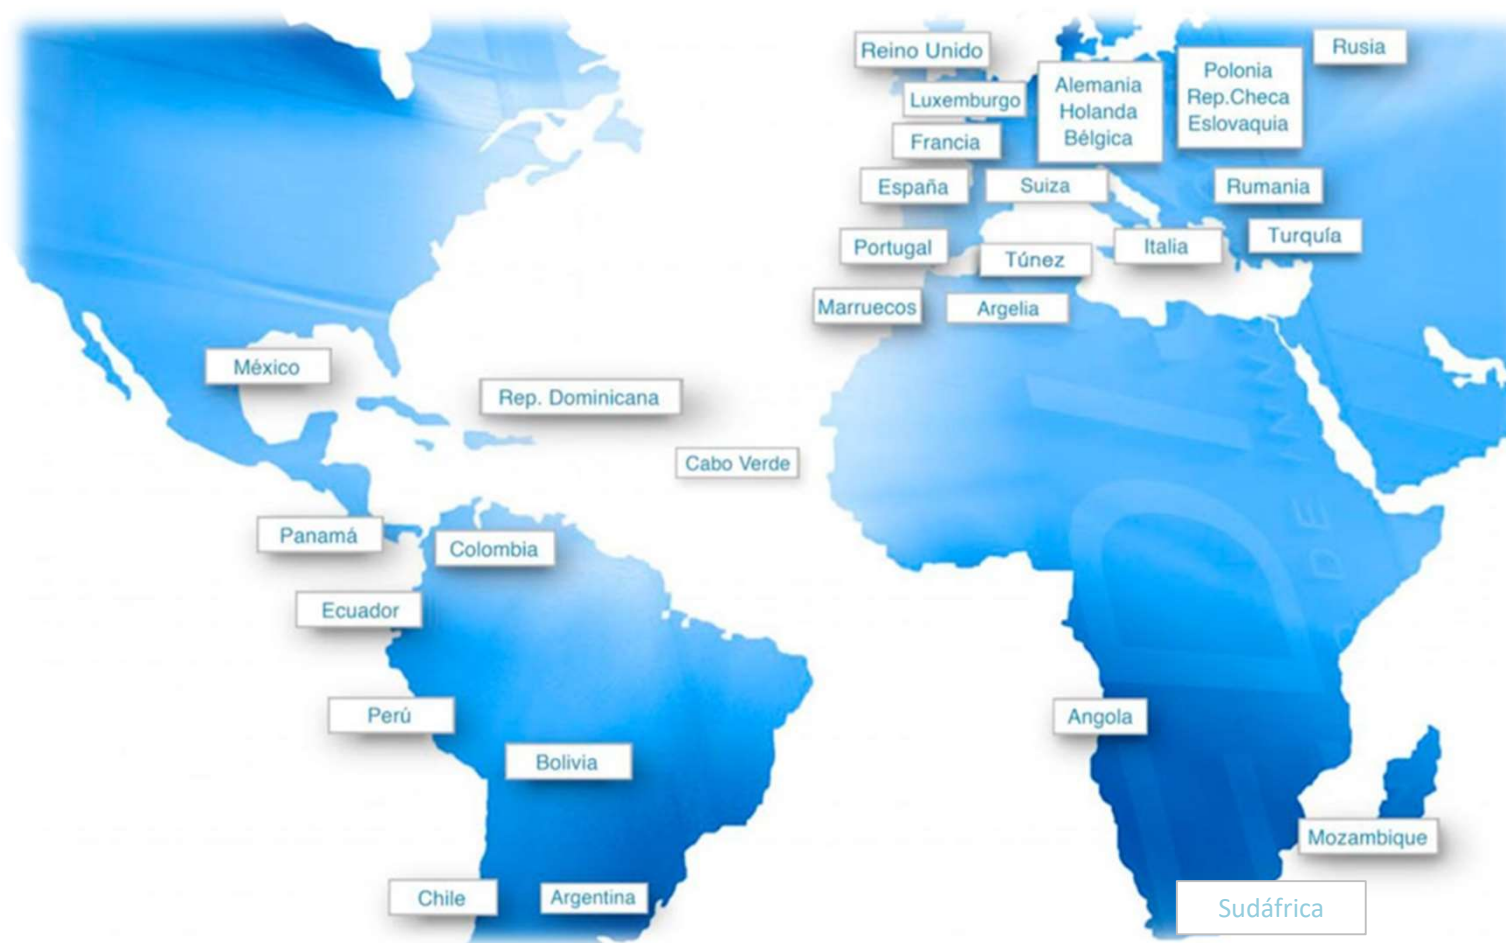 Reino Unido
Rusia
Luxemburgo
Alemania
Holanda
Bélgica
Polonia
Rep.Checa
Eslovaquia
Francia
España
Suiza
Rumania
Portugal
Túnez
Italia
Turquía
Marruecos
Argelia
México
Rep. Dominicana
Cabo Verde
Panamá
Colombia
Ecuador
Perú
Bolivia
Angola
Mozambique
Chile
Argentina
Sudáfrica
DE